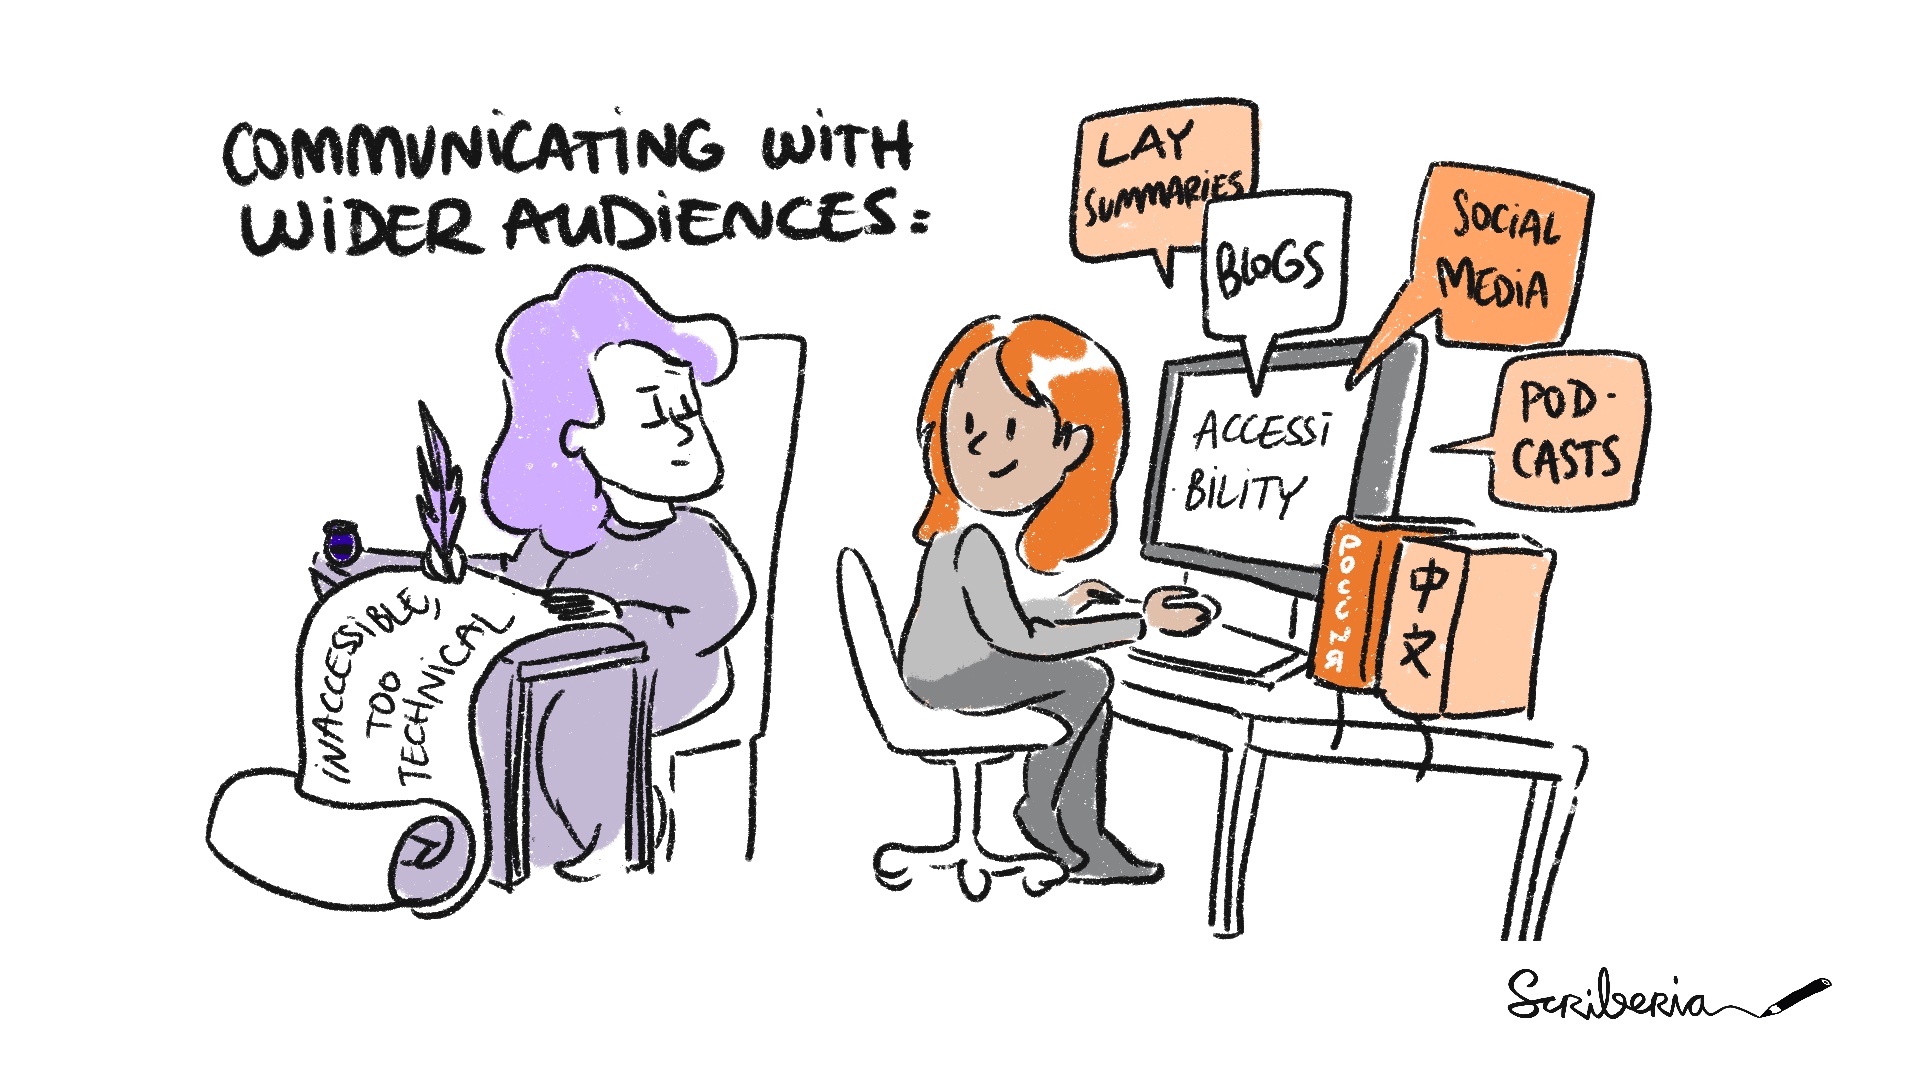 COMMUNICATING WITH
WIDER AUDIENCES:
INACCESSIBLE,
TOO
TECHNICAL
LAY
SUMMARIES
BLOGS
SOCIAL
MEDIA
POD-
CASTS
ACCESSI
BILITY
РОССИЯ
中文
Scriberia